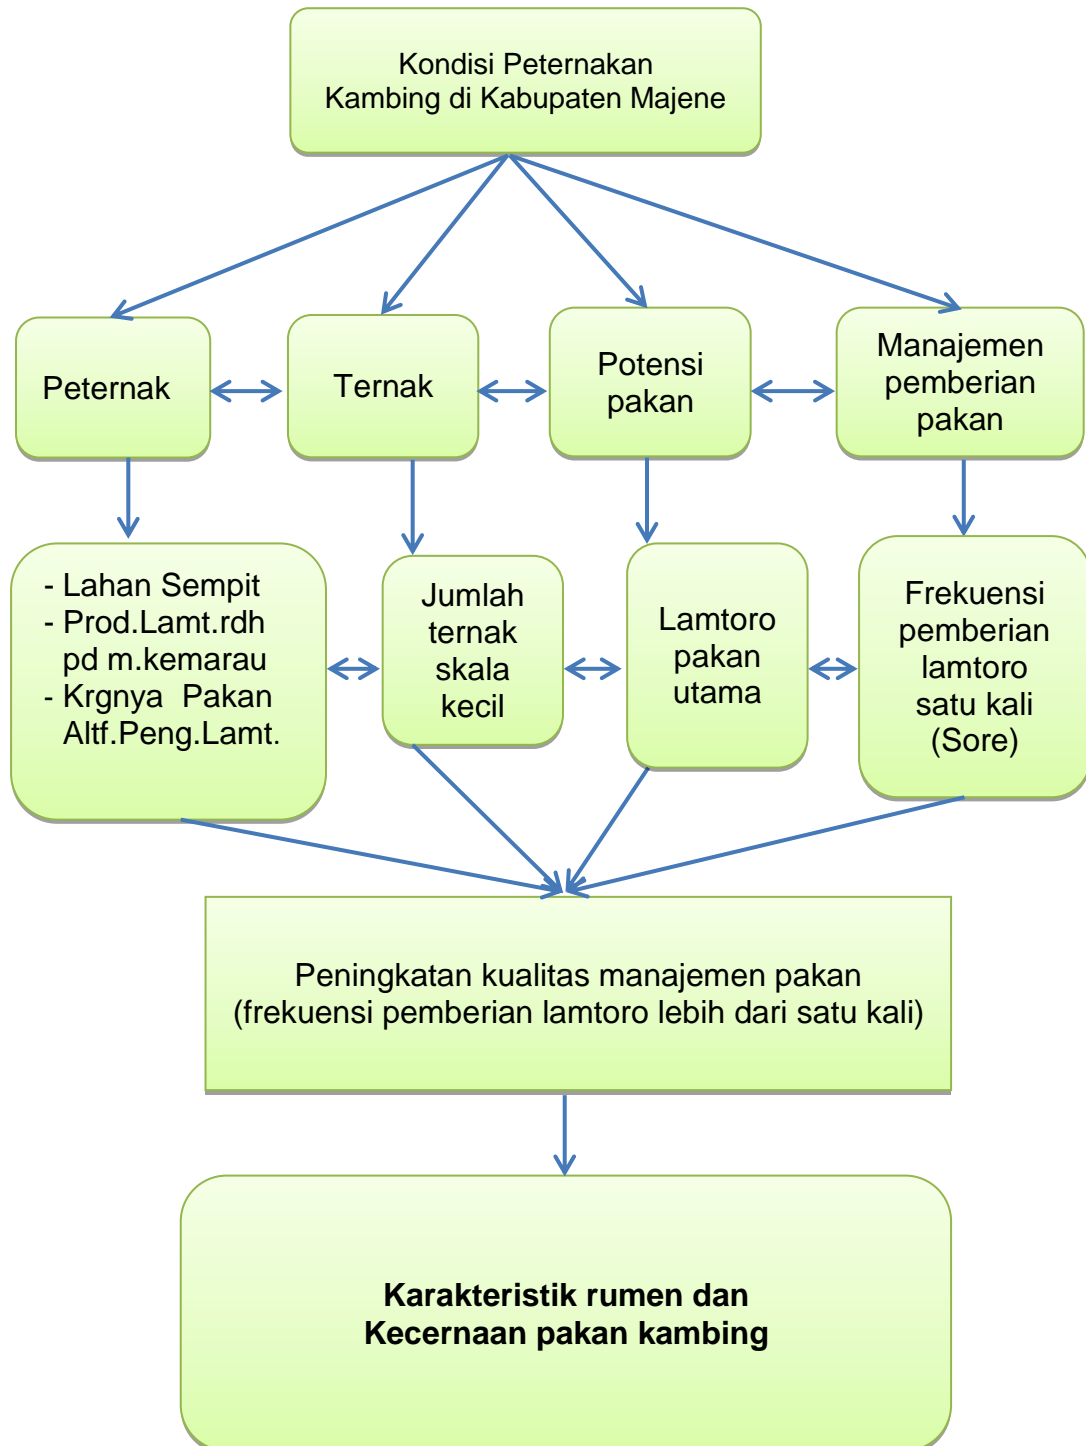 Kondisi Peternakan
Kambing di Kabupaten Majene
Peternak
Ternak
Potensi
pakan
Manajemen
pemberian
pakan
- Lahan Sempit
- Prod.Lamt.rdh
pd m.kemarau
- Krgnya Pakan
Altf.Peng.Lamt.
Jumlah
ternak
skala
kecil
Lamtoro
pakan
utama
Frekuensi
pemberian
lamtoro
satu kali
(Sore)
Peningkatan kualitas manajemen pakan
(frekuensi pemberian lamtoro lebih dari satu kali)
Karakteristik rumen dan
Kecernaan pakan kambing